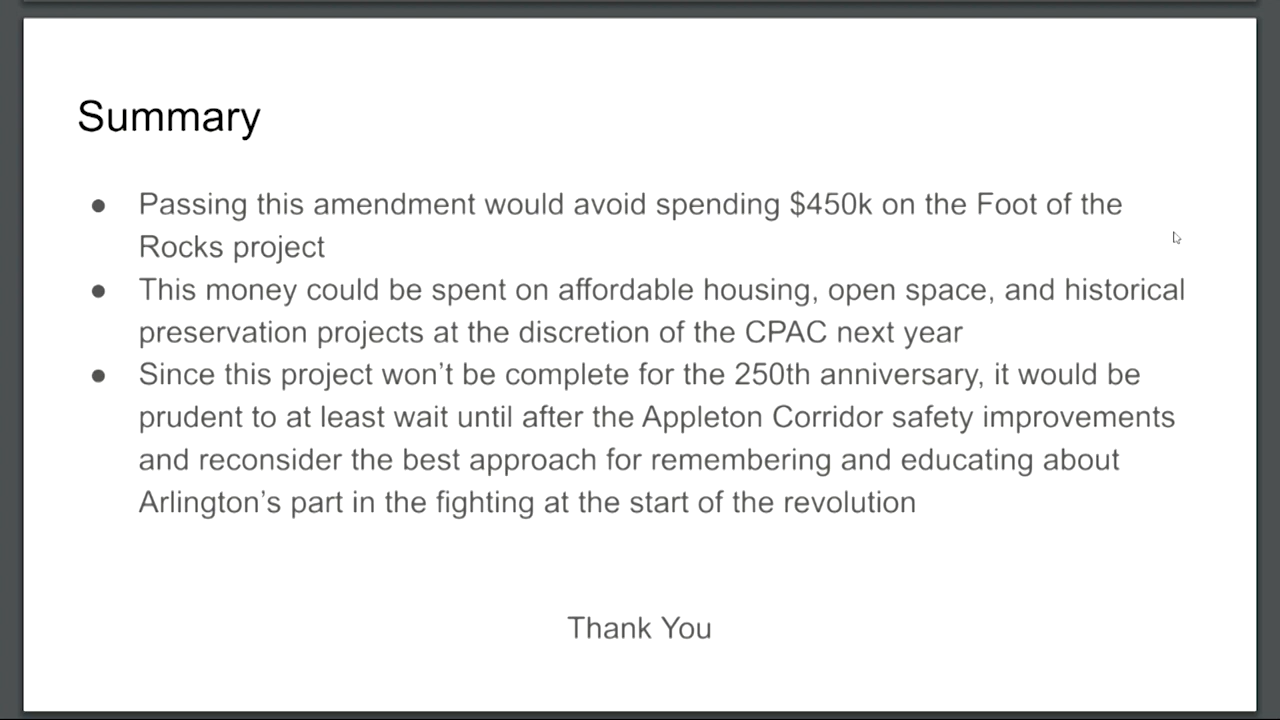 Summary
● Passing this amendment would avoid spending $450k on the Foot of the
Rocks project
● This money could be spent on affordable housing, open space, and historical
preservation projects at the discretion of the CPAC next year
● Since this project won’t be complete for the 250th anniversary, it would be
prudent to at least wait until after the Appleton Corridor safety improvements
and reconsider the best approach for remembering and educating about
Arlington’s part in the fighting at the start of the revolution
Thank You